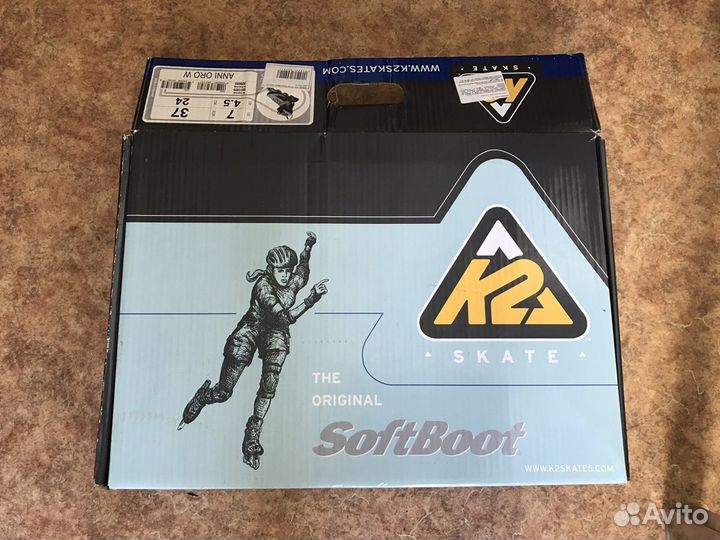 WWW.K2SKATES.COM
SKATE
ANNI ORO W
7
4.5
37
24
K2
SKATE
THE
ORIGINAL
SoftBoot
WWW.K2SKATES.COM
Avito